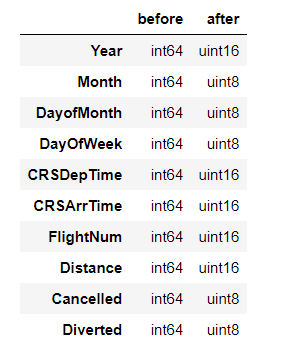 before after
Year int64 uint16
Month int64 uint8
DayofMonth int64 uint8
DayOfWeek int64 uint8
CRSDepTime int64 uint16
CRSArrTime int64 uint16
FlightNum int64 uint16
Distance int64 uint16
Cancelled int64 uint8
Diverted int64 uint8